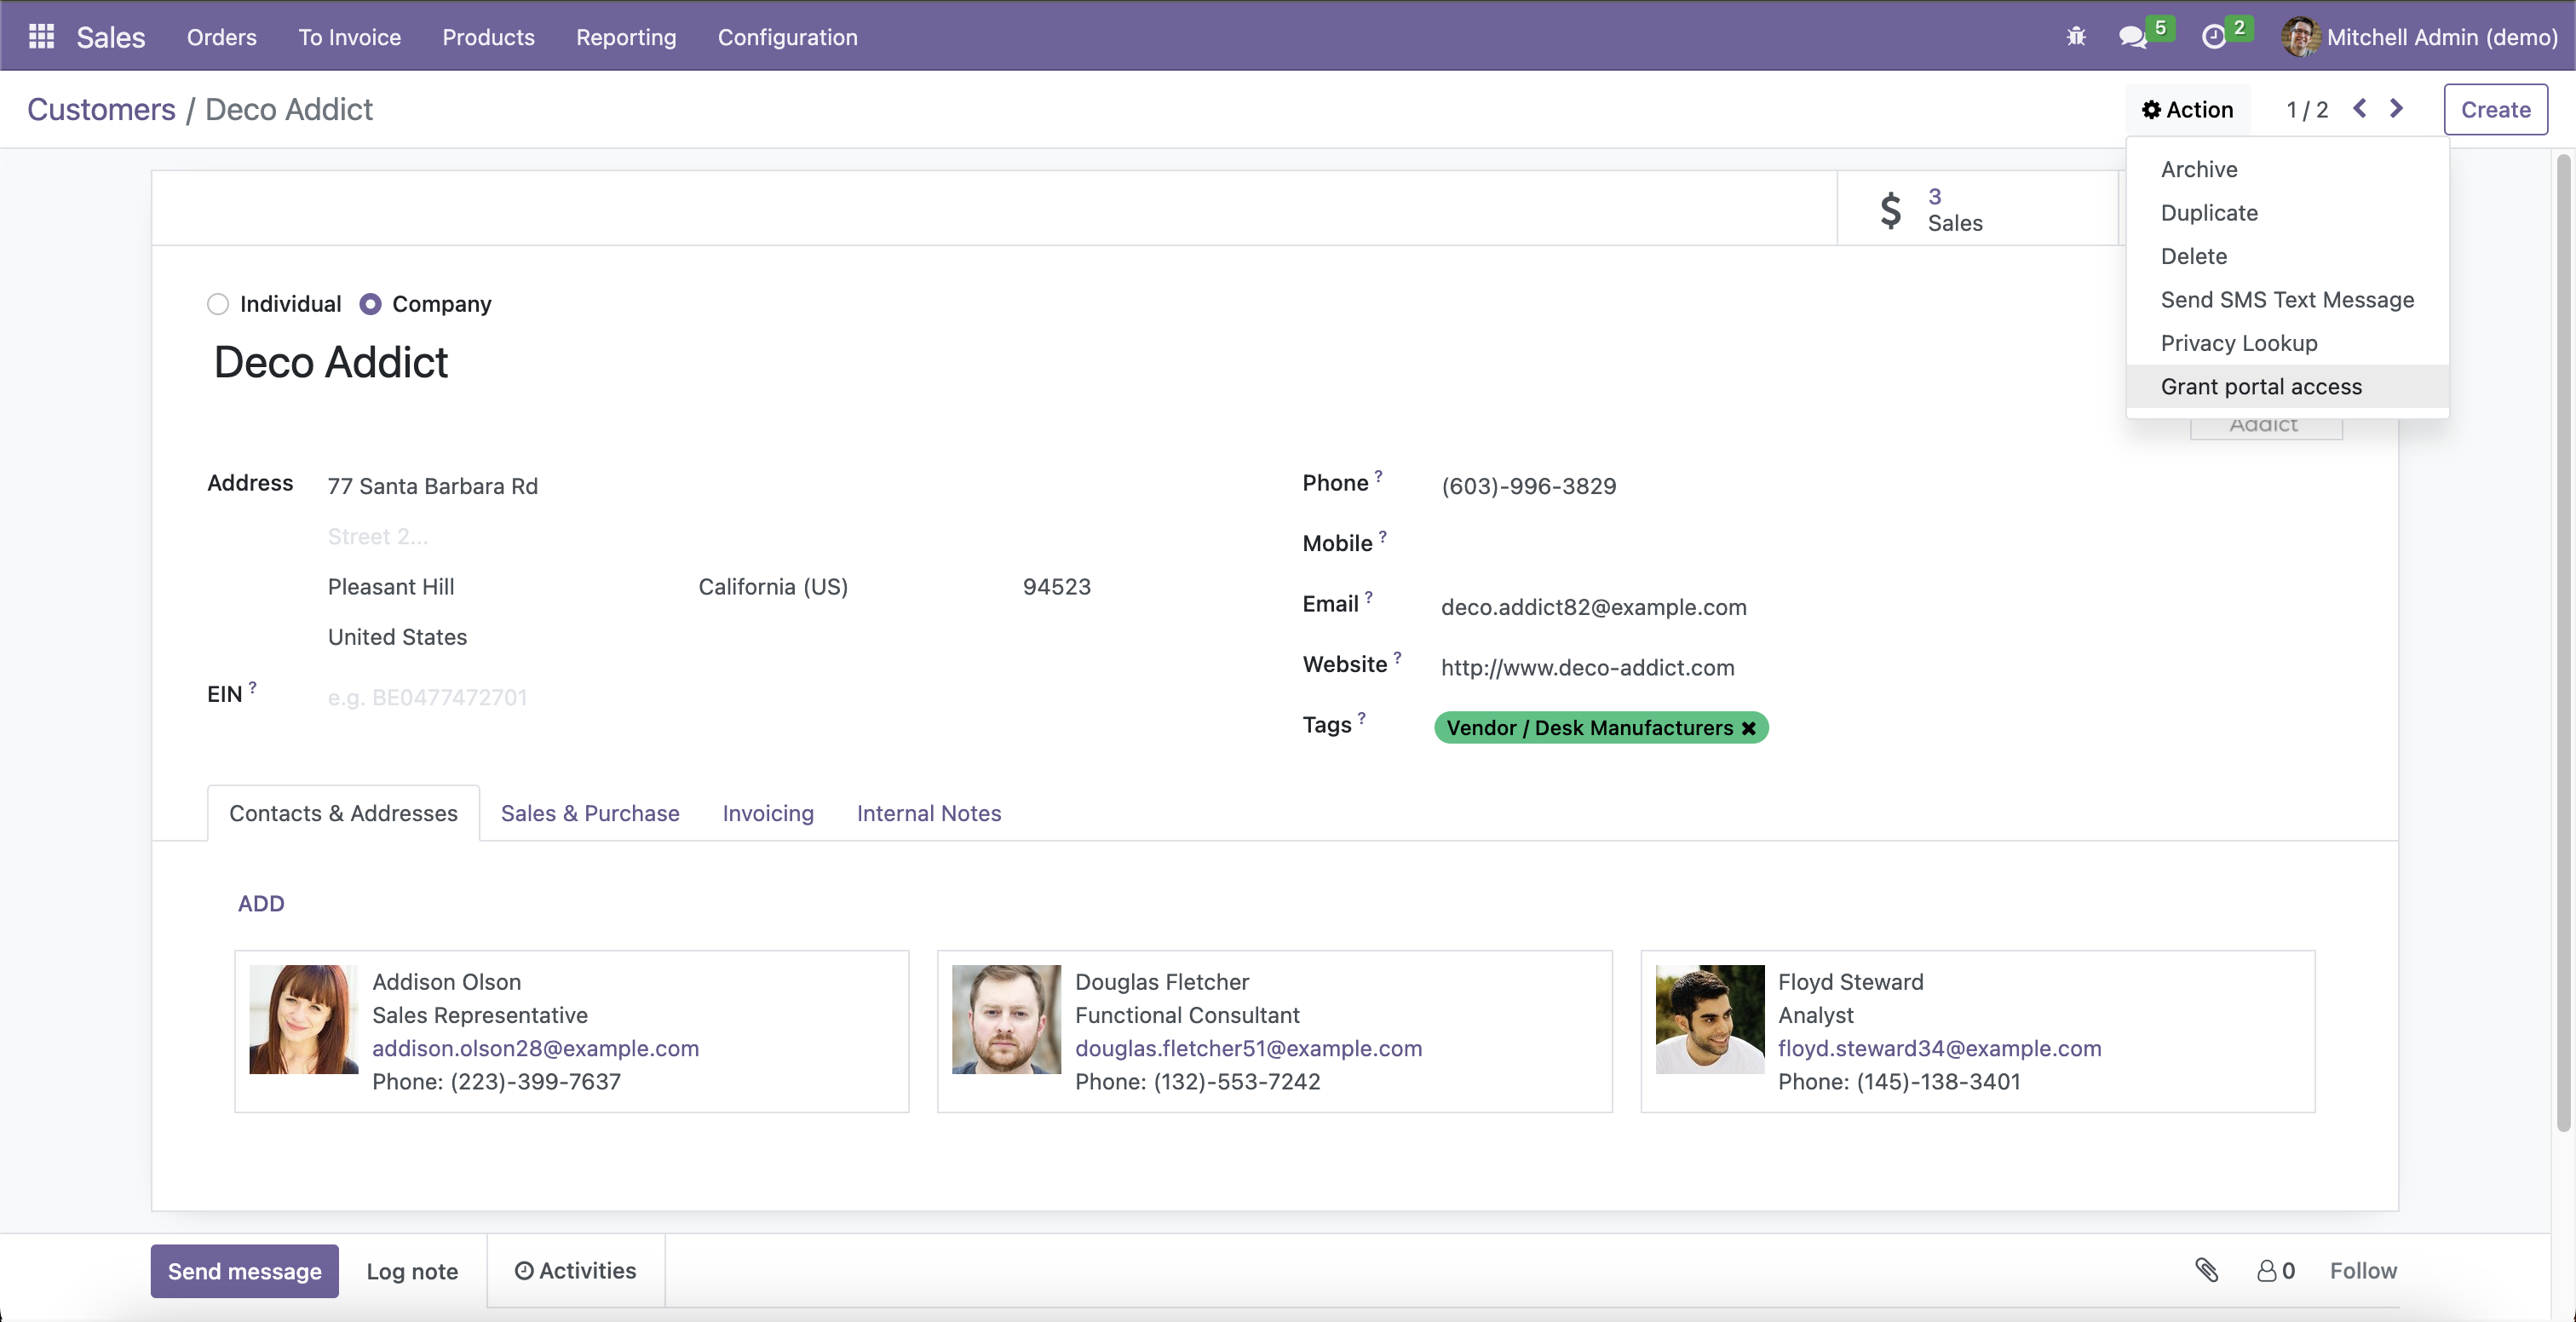 Sales Orders To Invoice Products Reporting Configuration 5 2 Mitchell Admin (demo)
Customers / Deco Addict Action 1 / 2 Create
Archive
Duplicate
Delete
Send SMS Text Message
Privacy Lookup
Grant portal access
$ 3
Sales
Individual Company
Deco Addict
Addict
Address 77 Santa Barbara Rd
Street 2...
Pleasant Hill California (US) 94523
United States
EIN ? e.g. BE0477472701
Phone ? (603)-996-3829
Mobile ?
Email ? deco.addict82@example.com
Website ? http://www.deco-addict.com
Tags ? Vendor / Desk Manufacturers ✖
Contacts & Addresses Sales & Purchase Invoicing Internal Notes
ADD
Addison Olson
Sales Representative
addison.olson28@example.com
Phone: (223)-399-7637
Douglas Fletcher
Functional Consultant
douglas.fletcher51@example.com
Phone: (132)-553-7242
Floyd Steward
Analyst
floyd.steward34@example.com
Phone: (145)-138-3401
Send message Log note Activities 0 Follow